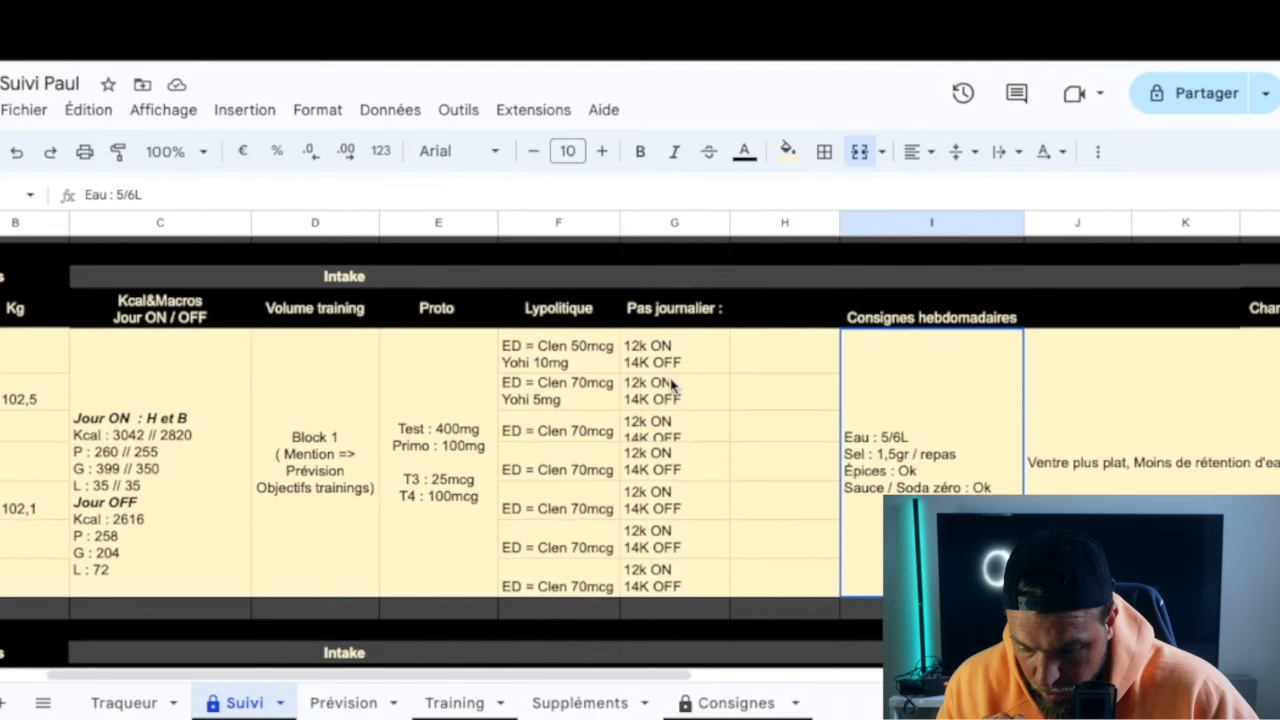 Suivi Paul
Fichier Édition Affichage Insertion Format Données Outils Extensions Aide
Partager
100% € % .0 .00 123 Arial 10 B I A
fx Eau : 5/6L
B C D E F G H I J K
Intake
Kg
Kcal&Macros
Jour ON / OFF
Volume training
Proto
Lypolitique
Pas journalier :
Consignes hebdomadaires
102,5
102,1
Jour ON : H et B
Kcal : 3042 // 2820
P : 260 // 255
G : 399 // 350
L : 35 // 35
Jour OFF
Kcal : 2616
P : 258
G : 204
L : 72
Block 1
( Mention =>
Prévision
Objectifs trainings)
Test : 400mg
Primo : 100mg
T3 : 25mcg
T4 : 100mcg
ED = Clen 50mcg
Yohi 10mg
ED = Clen 70mcg
Yohi 5mg
ED = Clen 70mcg
ED = Clen 70mcg
ED = Clen 70mcg
ED = Clen 70mcg
ED = Clen 70mcg
12k ON
14K OFF
12k ON
14K OFF
12k ON
14K OFF
12k ON
14K OFF
12k ON
14K OFF
12k ON
14K OFF
12k ON
14K OFF
Eau : 5/6L
Sel : 1,5gr / repas
Épices : Ok
Sauce / Soda zéro : Ok
Ventre plus plat, Moins de rétention d'ea
Intake
Traqueur Suivi Prévision Training Suppléments Consignes